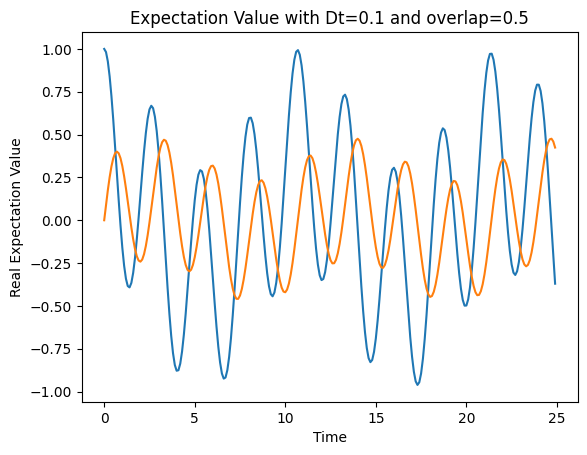 Expectation Value with Dt=0.1 and overlap=0.5
1.00
0.75
0.50
0.25
0.00
−0.25
−0.50
−0.75
−1.00
Real Expectation Value
0 5 10 15 20 25
Time